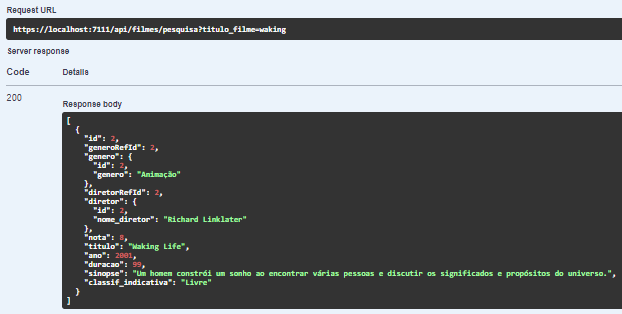 Request URL
https://localhost:7111/api/filmes/pesquisa?titulo_filme=waking
Server response
Code Details
200
Response body
[
{
"id": 2,
"generoRefId": 2,
"genero": {
"id": 2,
"genero": "Animação"
},
"diretorRefId": 2,
"diretor": {
"id": 2,
"nome_diretor": "Richard Linklater"
},
"nota": 8,
"titulo": "Waking Life",
"ano": 2001,
"duracao": 99,
"sinopse": "Um homem constrói um sonho ao encontrar várias pessoas e discutir os significados e propósitos do universo.",
"classif_indicativa": "Livre"
}
]